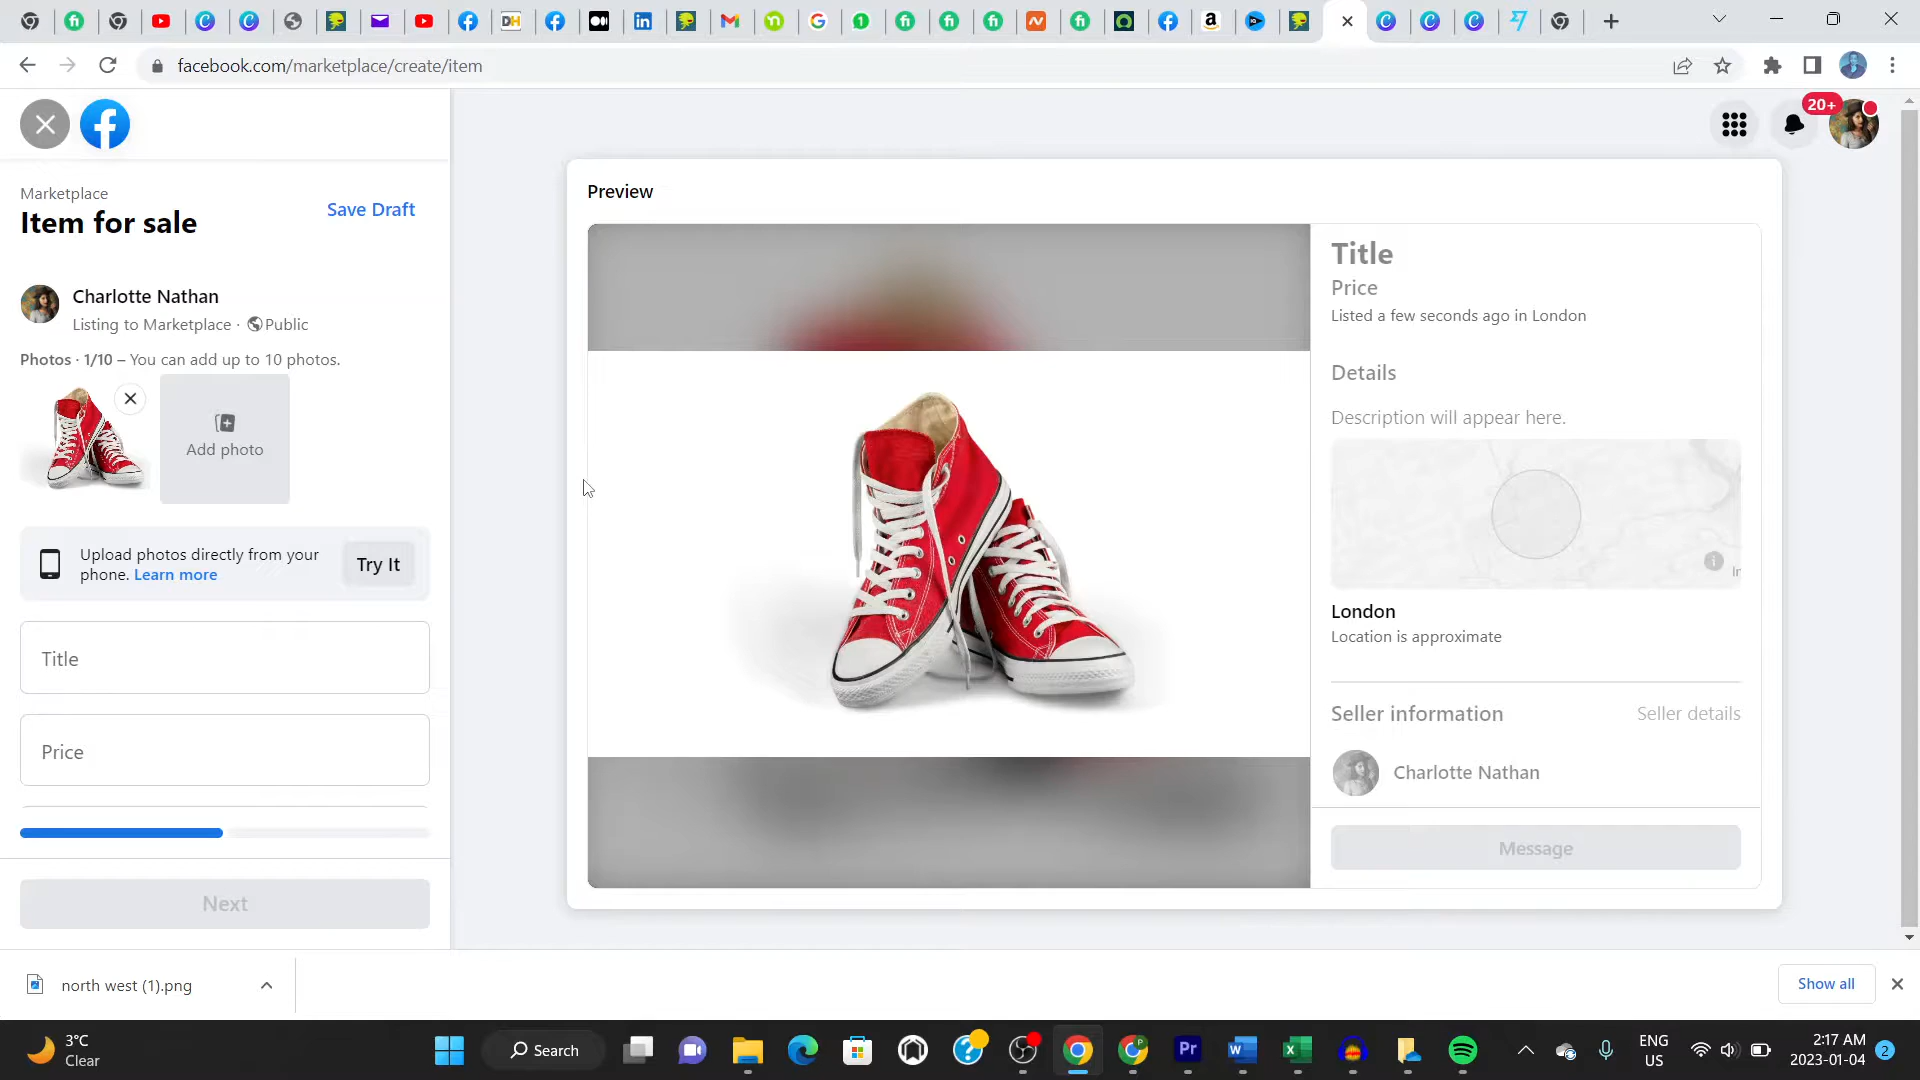 facebook.com/marketplace/create/item
20+
Marketplace
Item for sale
Save Draft
Charlotte Nathan
Listing to Marketplace · Public
Photos · 1/10 – You can add up to 10 photos.
Add photo
Upload photos directly from your
phone. Learn more
Try It
Title
Price
Next
Preview
Title
Price
Listed a few seconds ago in London
Details
Description will appear here.
London
Location is approximate
Seller information
Seller details
Charlotte Nathan
Message
north west (1).png
Show all
3°C
Clear
Search
ENG
US
2:17 AM
2023-01-04
2